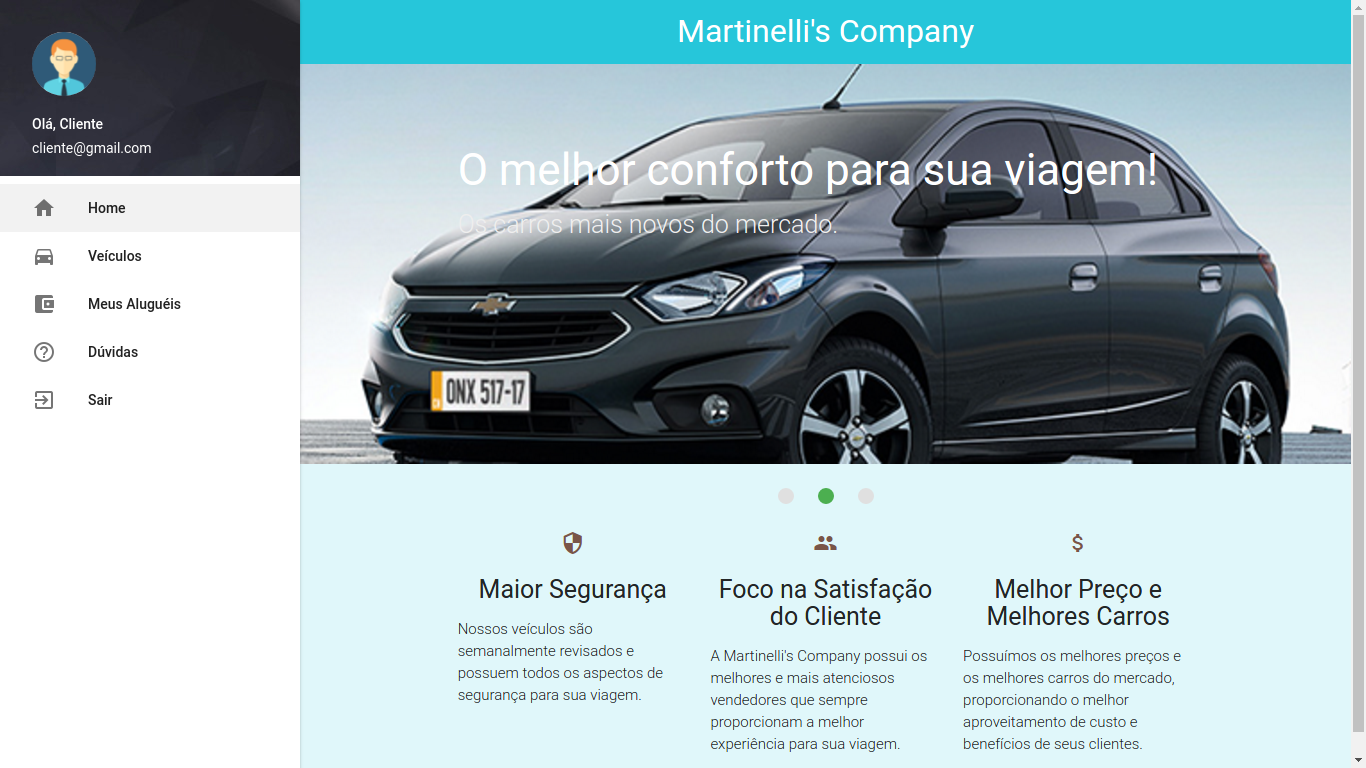 Martinelli's Company
Olá, Cliente
cliente@gmail.com
Home
Veículos
Meus Aluguéis
Dúvidas
Sair
O melhor conforto para sua viagem!
Os carros mais novos do mercado.
ONX 517-17
Maior Segurança
Nossos veículos são
semanalmente revisados e
possuem todos os aspectos de
segurança para sua viagem.
Foco na Satisfação
do Cliente
A Martinelli's Company possui os
melhores e mais atenciosos
vendedores que sempre
proporcionam a melhor
experiência para sua viagem.
Melhor Preço e
Melhores Carros
Possuímos os melhores preços e
os melhores carros do mercado,
proporcionando o melhor
aproveitamento de custo e
benefícios de seus clientes.